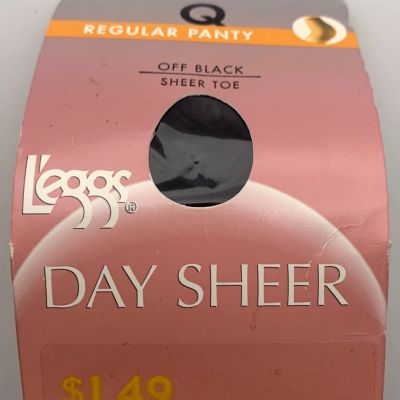 Q
REGULAR PANTY
OFF BLACK
SHEER TOE
L'eggs®
DAY SHEER
$1.49